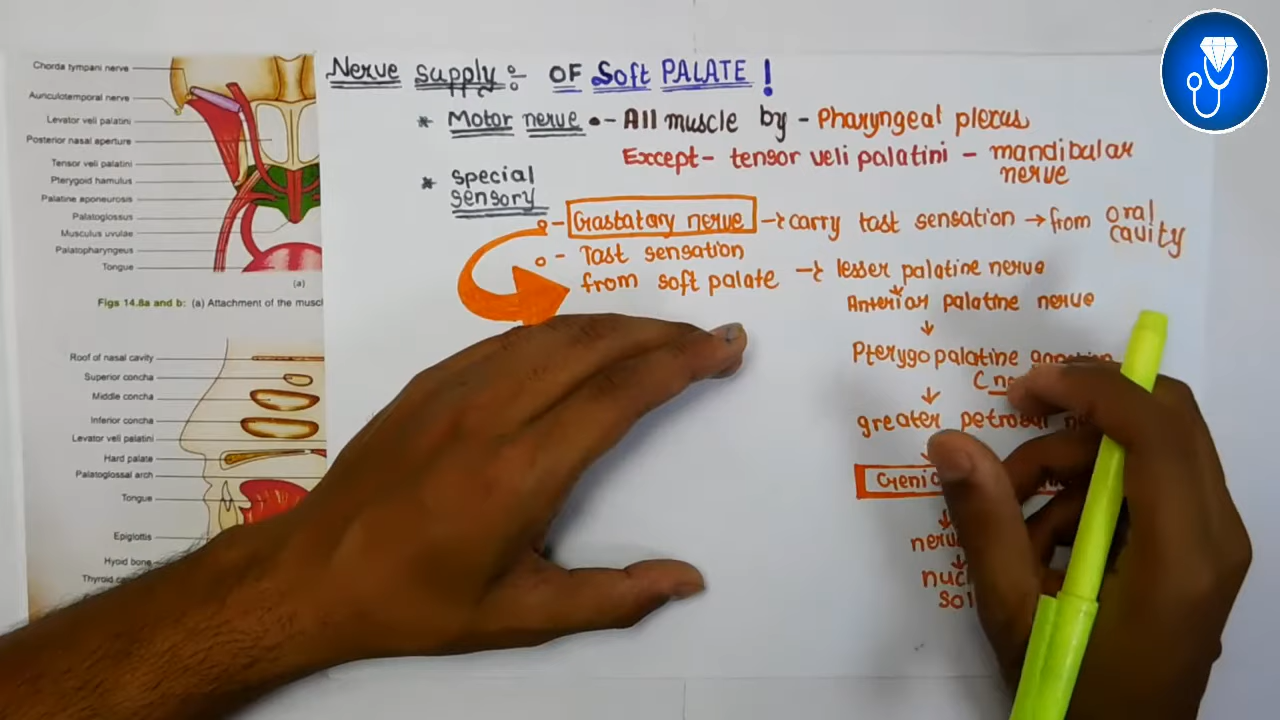 Chorda tympani nerve
Auriculotemporal nerve
Levator veli palatini
Posterior nasal aperture
Tensor veli palatini
Pterygoid hamulus
Palatine aponeurosis
Palatoglossus
Musculus uvulae
Palatopharyngeus
Tongue
(a)
Figs 14.8a and b: (a) Attachment of the muscl
Roof of nasal cavity
Superior concha
Middle concha
Inferior concha
Levator veli palatini
Hard palate
Palatoglossal arch
Tongue
Epiglottis
Hyoid bone
Thyroid
Nerve supply :- OF Soft PALATE !
* Motor nerve •- All muscle by - Pharyngeal plexus
Except - tensor veli palatini - mandibular
nerve
* special
sensory
o- Gastatary nerve → carry tast sensation → from oral
cavity
o- Tast sensation
from soft palate → lesser palatine nerve
Anteriar palatine nerve
Pterygopalatine
greater petrosal